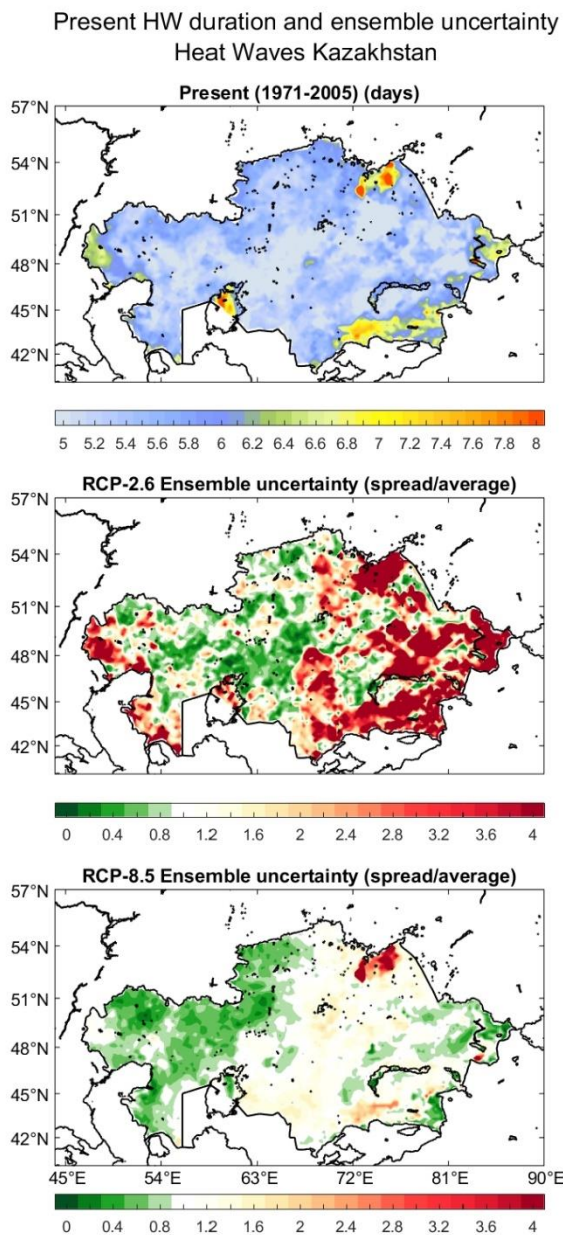 Present HW duration and ensemble uncertainty
Heat Waves Kazakhstan
Present (1971-2005) (days)
57°N
54°N
51°N
48°N
45°N
42°N
5 5.2 5.4 5.6 5.8 6 6.2 6.4 6.6 6.8 7 7.2 7.4 7.6 7.8 8
RCP-2.6 Ensemble uncertainty (spread/average)
57°N
54°N
51°N
48°N
45°N
42°N
0 0.4 0.8 1.2 1.6 2 2.4 2.8 3.2 3.6 4
RCP-8.5 Ensemble uncertainty (spread/average)
57°N
54°N
51°N
48°N
45°N
42°N
45°E 54°E 63°E 72°E 81°E 90°E
0 0.4 0.8 1.2 1.6 2 2.4 2.8 3.2 3.6 4